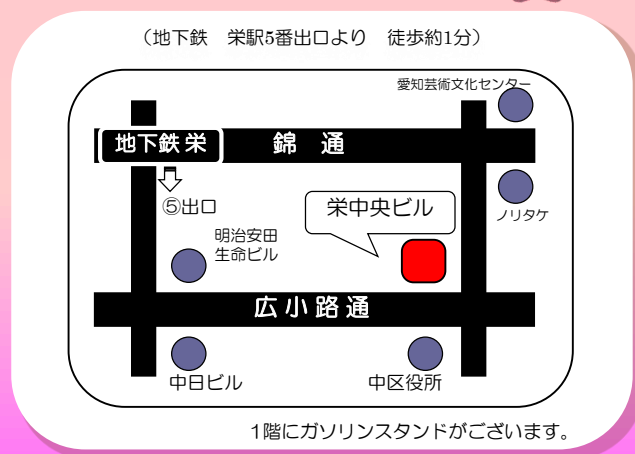 （地下鉄　栄駅5番出口より　徒歩約1分）
愛知芸術文化センター
地下鉄栄
錦　通
⑤出口
栄中央ビル
ノリタケ
明治安田
生命ビル
広小路通
中日ビル
中区役所
1階にガソリンスタンドがございます。